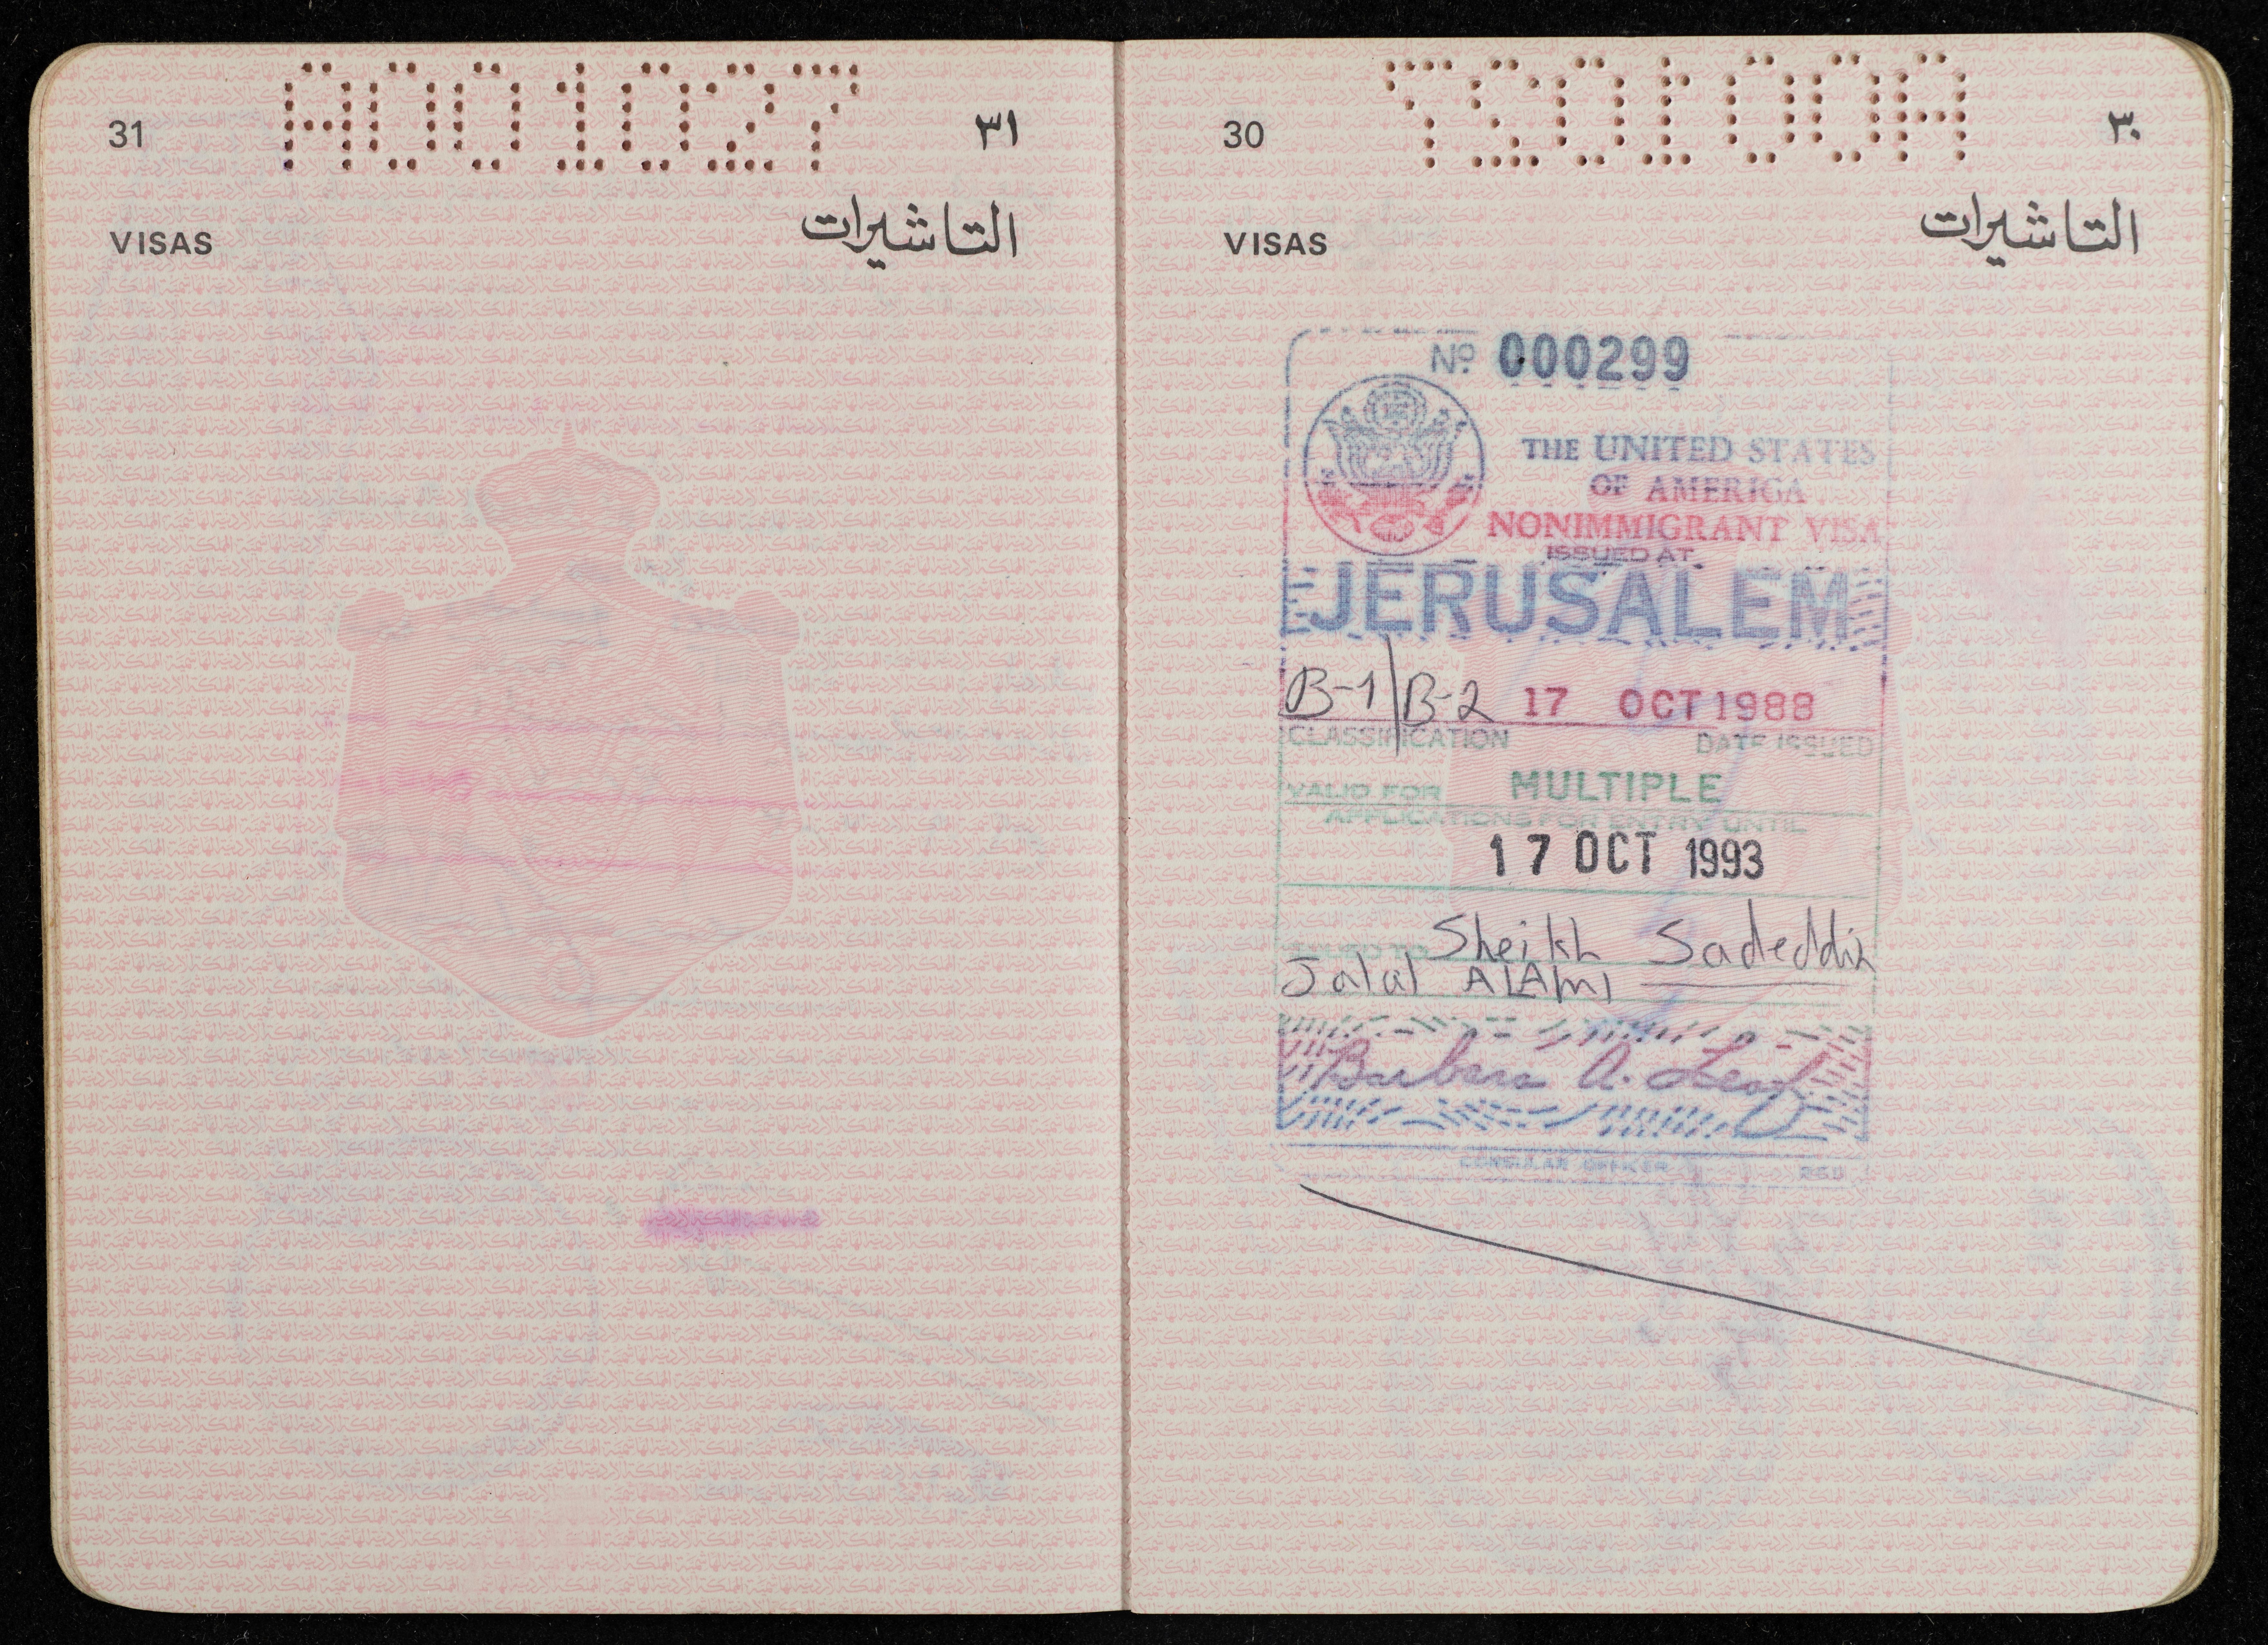 A001027
31
٣١
VISAS
التاشيرات
A001027
30
٣٠
VISAS
التاشيرات
Nº 000299
THE UNITED STATES
OF AMERICA
NONIMMIGRANT VISA
ISSUED AT
JERUSALEM
B-1/B-2 17 OCT 1988
CLASSIFICATION DATE ISSUED
VALID FOR MULTIPLE
APPLICATIONS FOR ENTRY UNTIL
17 OCT 1993
ISSUED TO Sheikh Sadeddin
Jalal ALAMI
Barbara A. Leaf
CONSULAR OFFICER